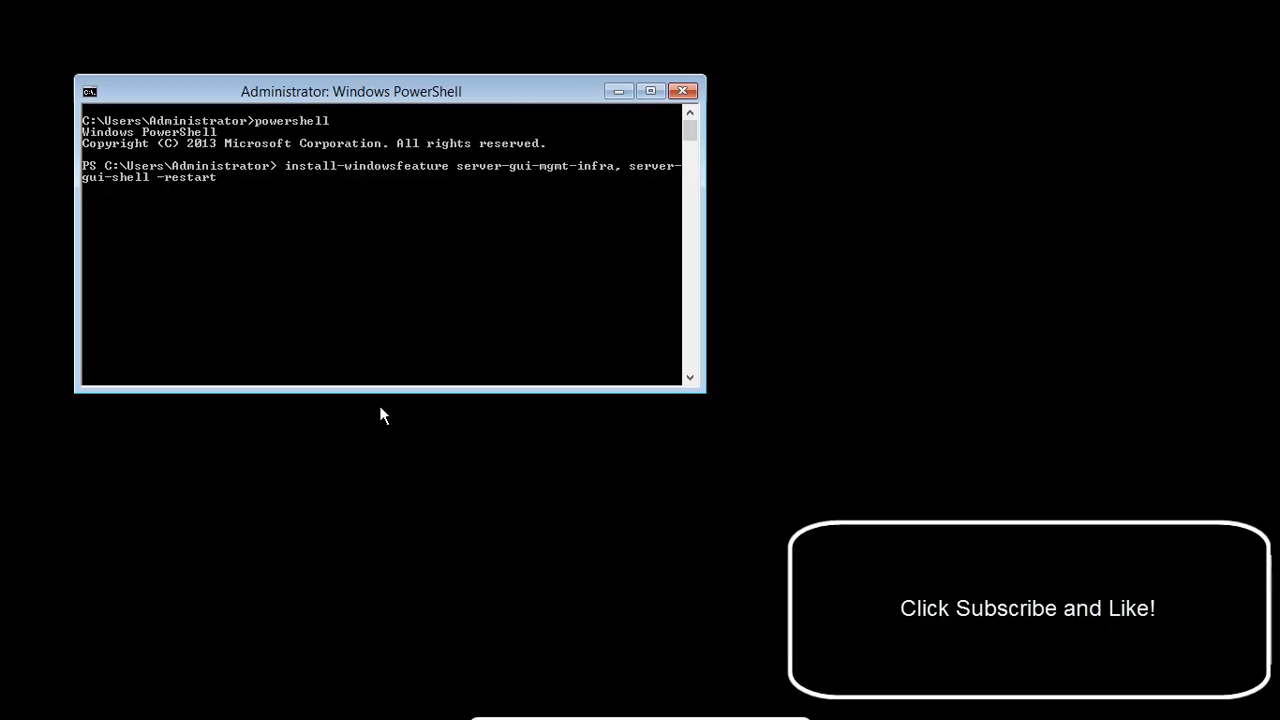 Administrator: Windows PowerShell
C:\Users\Administrator>powershell
Windows PowerShell
Copyright (C) 2013 Microsoft Corporation. All rights reserved.
PS C:\Users\Administrator> install-windowsfeature server-gui-mgmt-infra, server-
gui-shell -restart
Click Subscribe and Like!